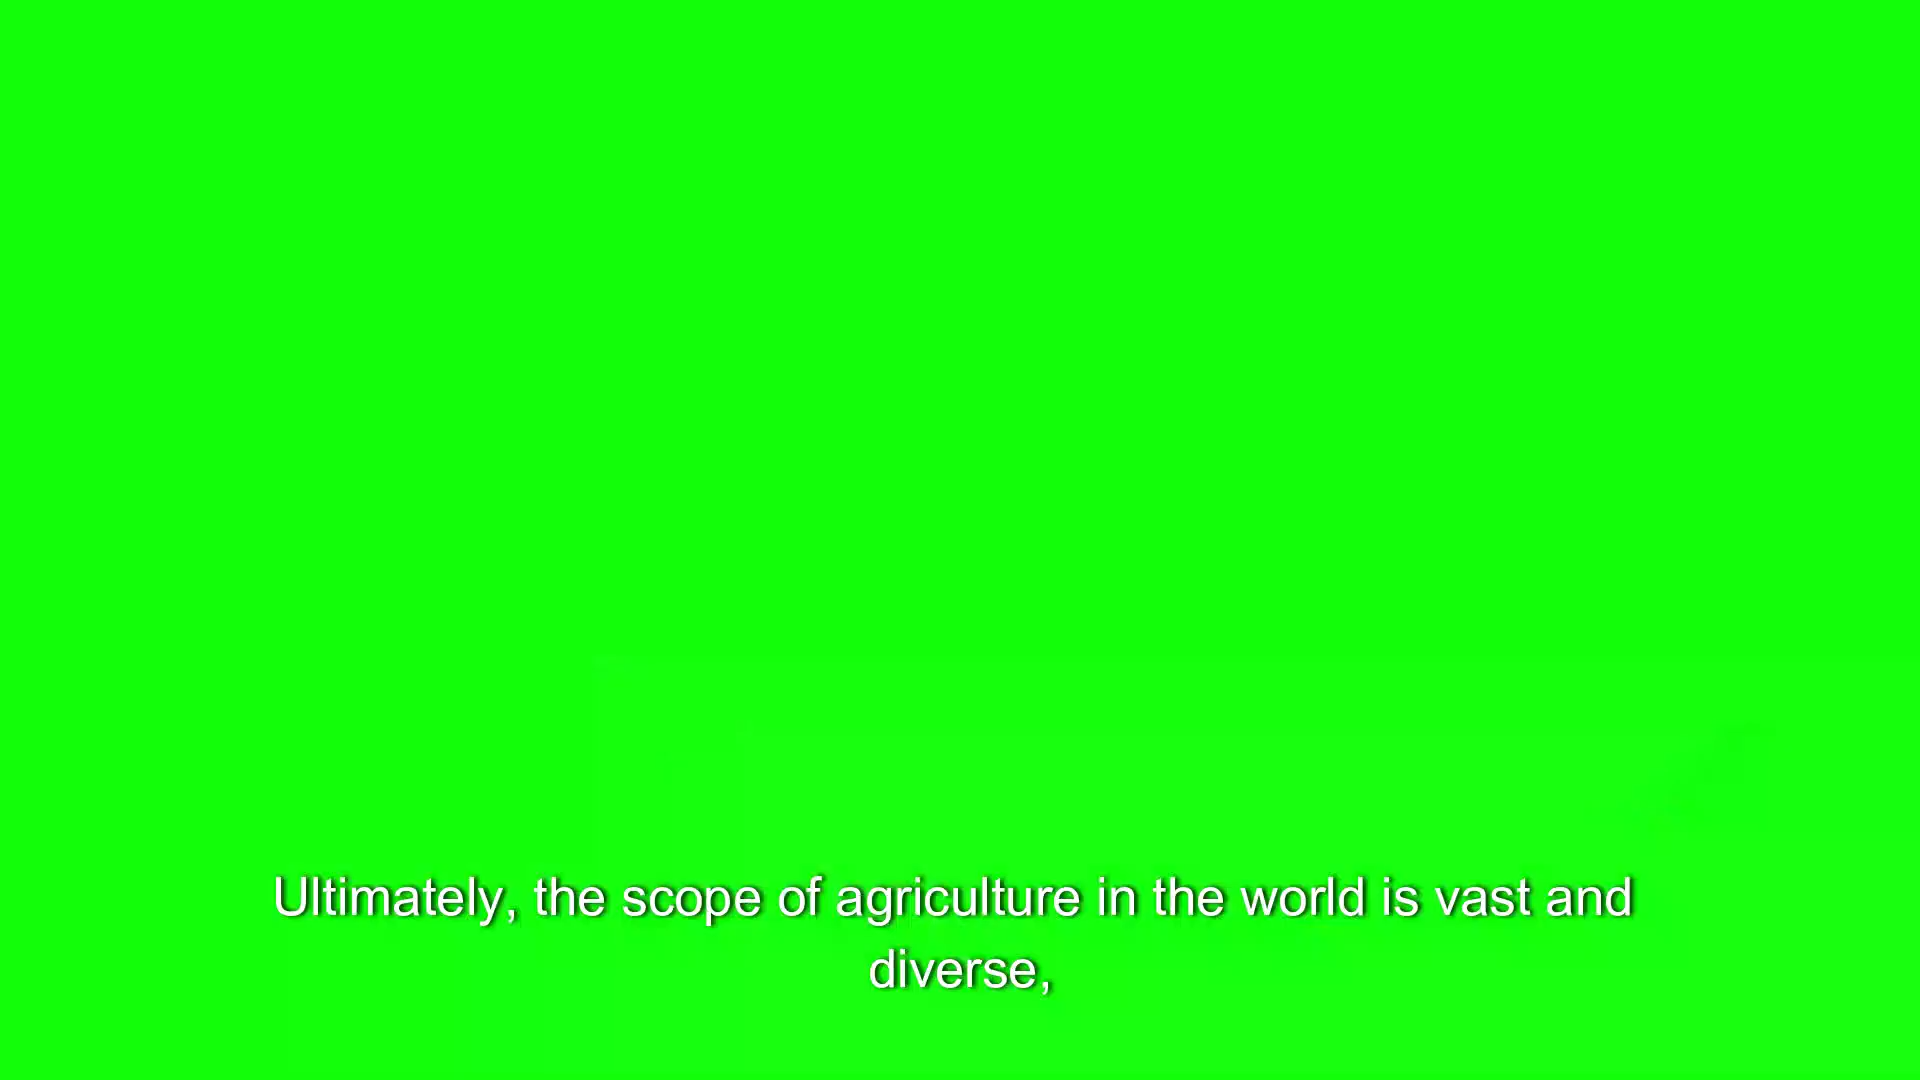 Ultimately, the scope of agriculture in the world is vast and
diverse,